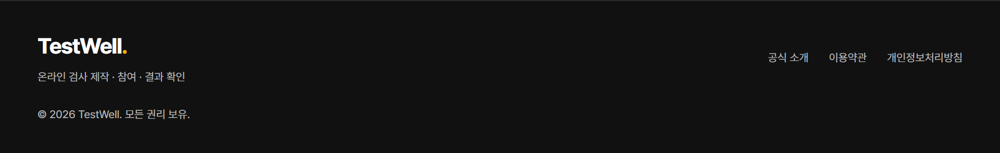 TestWell.
온라인 검사 제작 · 참여 · 결과 확인
공식 소개 이용약관 개인정보처리방침
© 2026 TestWell. 모든 권리 보유.